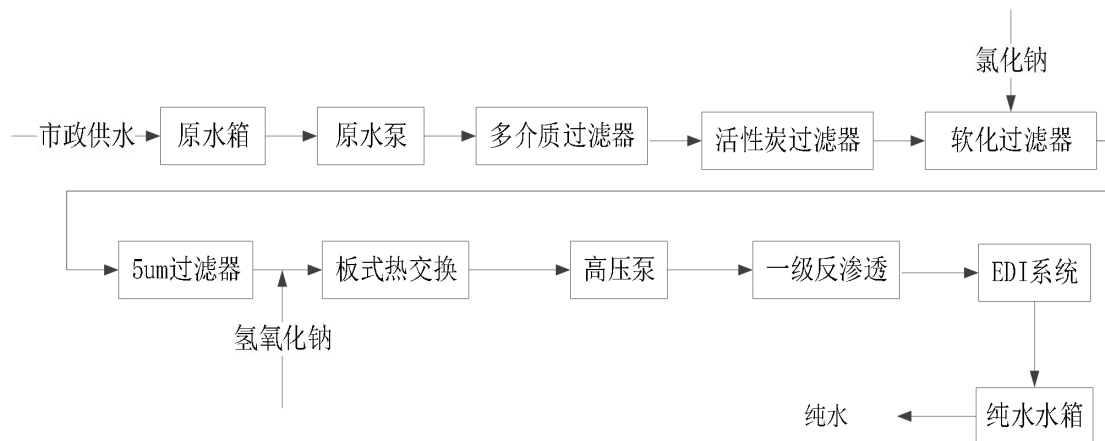 氯化钠
市政供水
原水箱
原水泵
多介质过滤器
活性炭过滤器
软化过滤器
5um过滤器
板式热交换
高压泵
一级反渗透
EDI系统
氢氧化钠
纯水
纯水水箱